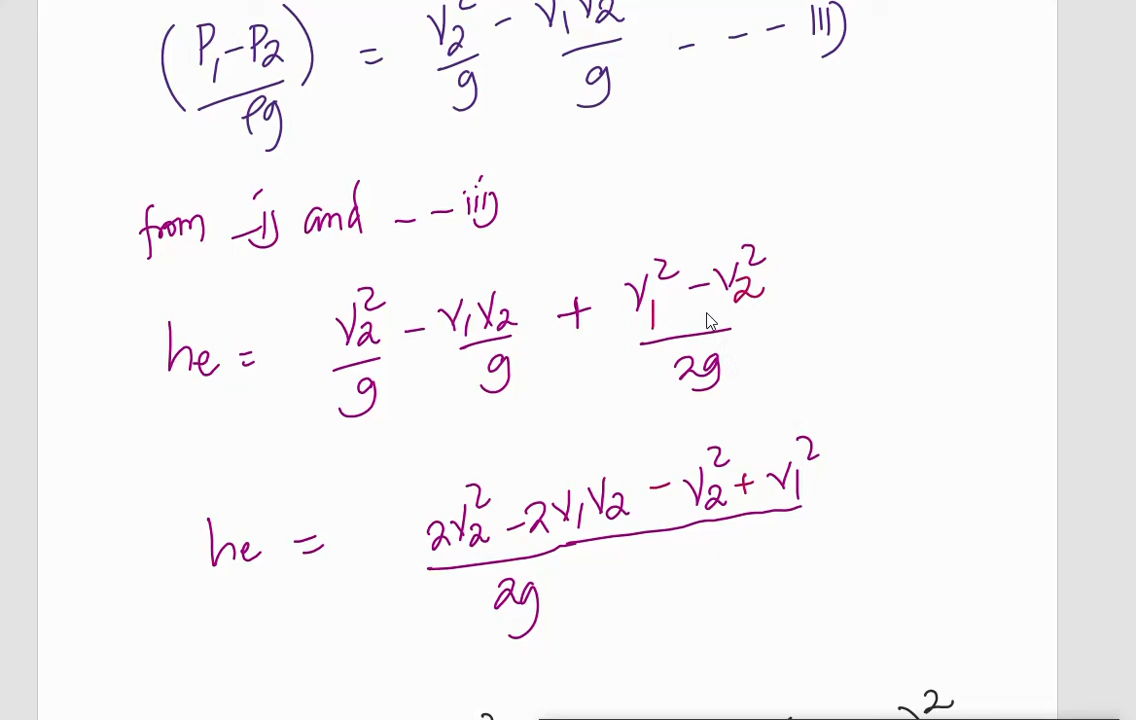 (P₁-P₂/ρg) = V₂²/g - V₁V₂/g - - - III)
from -i) and - - iii)
he = V₂²/g - V₁V₂/g + V₁² - V₂²/2g
he = 2V₂² - 2V₁V₂ - V₂² + V₁²/2g